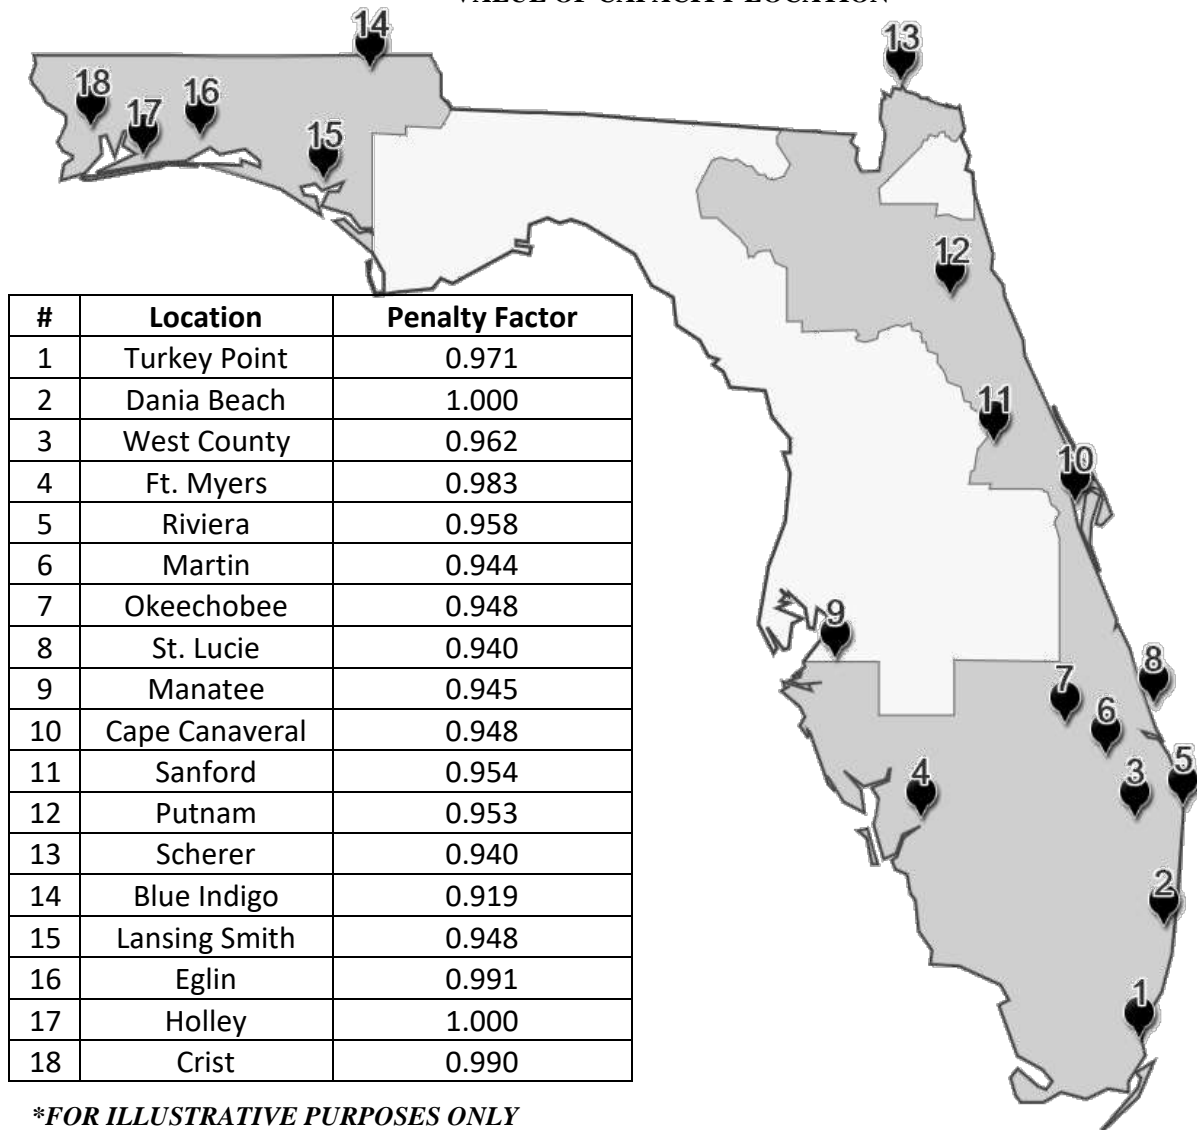 VALUE OF CAPACITY LOCATION
14
13
18
17
16
15
12
11
10
9
8
7
6
5
4
3
2
1
# Location Penalty Factor
1 Turkey Point 0.971
2 Dania Beach 1.000
3 West County 0.962
4 Ft. Myers 0.983
5 Riviera 0.958
6 Martin 0.944
7 Okeechobee 0.948
8 St. Lucie 0.940
9 Manatee 0.945
10 Cape Canaveral 0.948
11 Sanford 0.954
12 Putnam 0.953
13 Scherer 0.940
14 Blue Indigo 0.919
15 Lansing Smith 0.948
16 Eglin 0.991
17 Holley 1.000
18 Crist 0.990
*FOR ILLUSTRATIVE PURPOSES ONLY